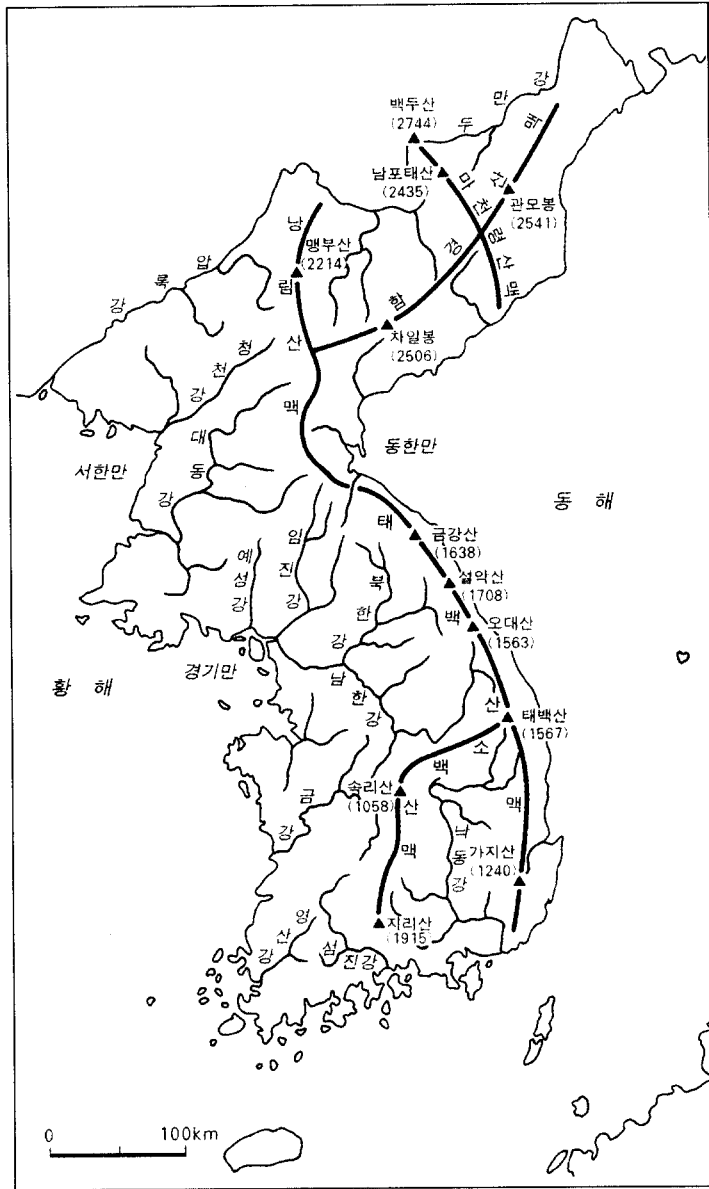 두만강
백두산
(2744)
남포태산
(2435)
마천령산맥
관모봉
(2541)
함경산맥
낭림산맥
맹부산
(2214)
압록강
차일봉
(2506)
청천강
대동강
서한만
동한만
동 해
태백산맥
금강산
(1638)
설악산
(1708)
오대산
(1563)
임진강
예성강
북한강
남한강
경기만
황 해
태백산
(1567)
소백산맥
속리산
(1058)
금강
낙동강
가지산
(1240)
지리산
(1915)
영산강
섬진강
0 100km